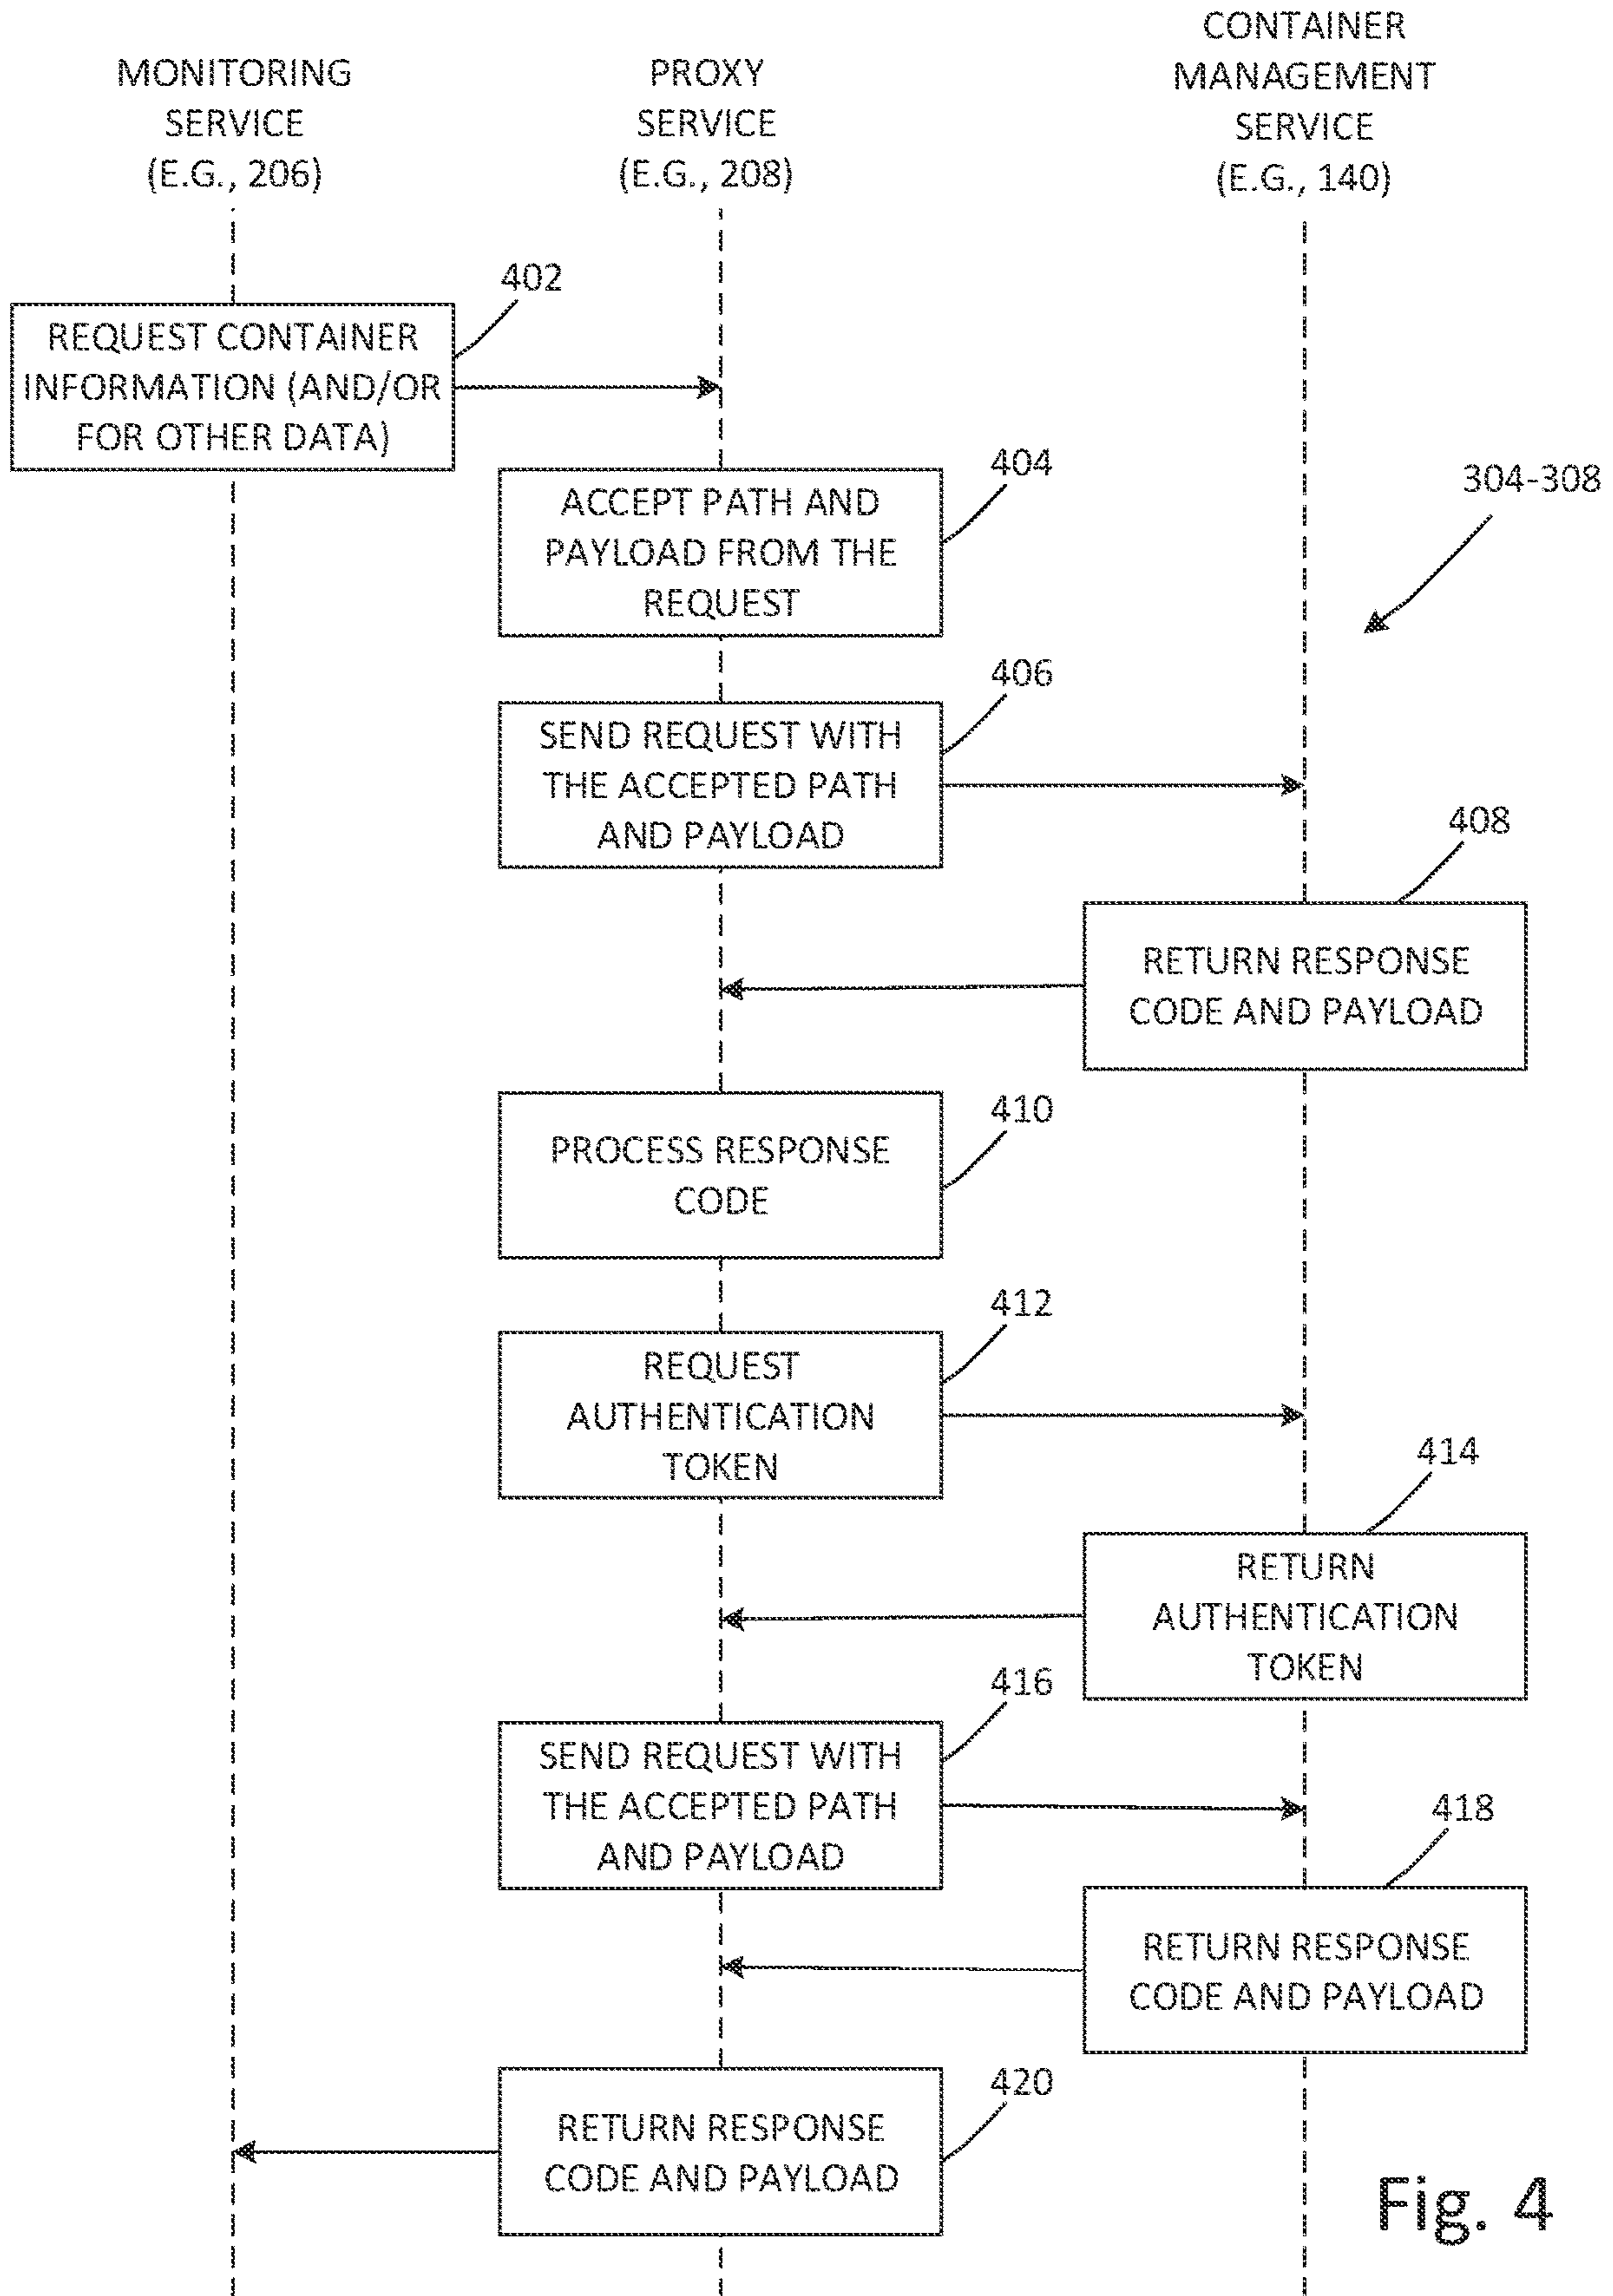 MONITORING
SERVICE
(E.G., 206)
PROXY
SERVICE
(E.G., 208)
CONTAINER
MANAGEMENT
SERVICE
(E.G., 140)
402
REQUEST CONTAINER
INFORMATION (AND/OR
FOR OTHER DATA)
404
ACCEPT PATH AND
PAYLOAD FROM THE
REQUEST
304-308
406
SEND REQUEST WITH
THE ACCEPTED PATH
AND PAYLOAD
408
RETURN RESPONSE
CODE AND PAYLOAD
410
PROCESS RESPONSE
CODE
412
REQUEST
AUTHENTICATION
TOKEN
414
RETURN
AUTHENTICATION
TOKEN
416
SEND REQUEST WITH
THE ACCEPTED PATH
AND PAYLOAD
418
RETURN RESPONSE
CODE AND PAYLOAD
420
RETURN RESPONSE
CODE AND PAYLOAD
Fig. 4